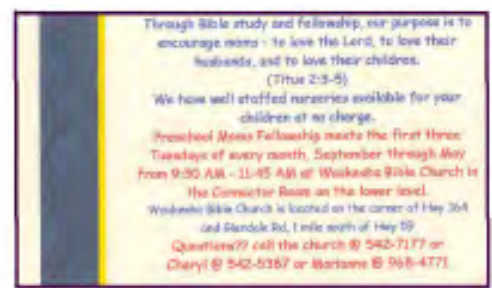 Through Bible study and fellowship, our purpose is to
encourage moms - to love the Lord, to love their
husbands, and to love their children.
(Titus 2:3-5)
We have well staffed nurseries available for your
children at no charge.
Preschool Moms Fellowship meets the first three
Tuesdays of every month, September through May
from 9:30 AM - 11:45 AM at Waukesha Bible Church in
the Connector Room on the lower level.
Waukesha Bible Church is located on the corner of Hwy 164
and Glendale Rd, 1 mile south of Hwy 59
Questions?? call the church @ 542-7177 or
Cheryl @ 542-5387 or Marianne @ 968-4771